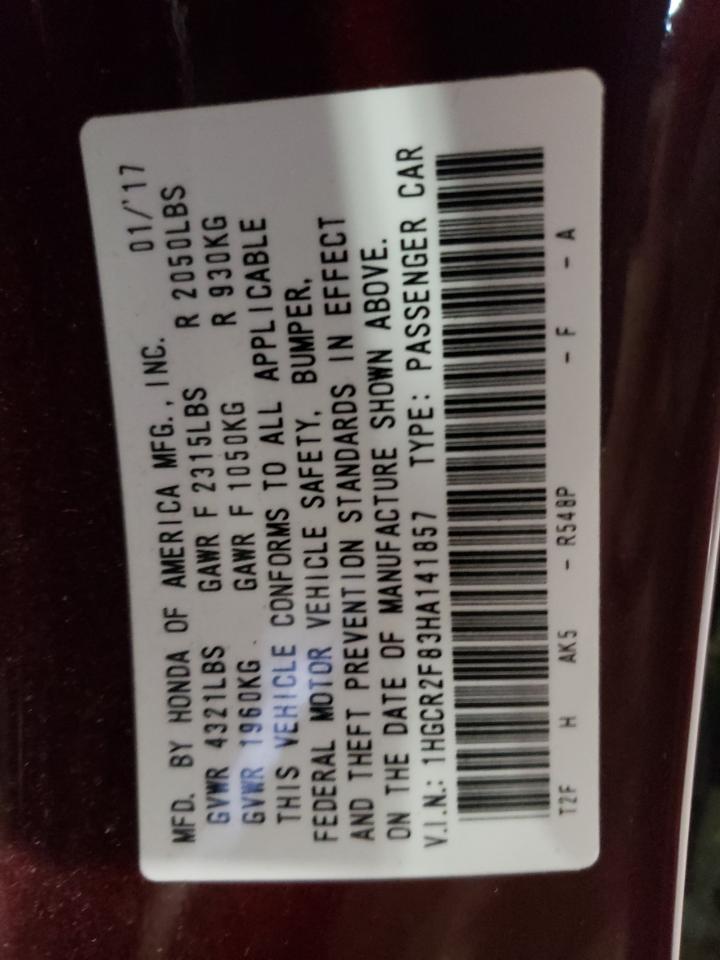 MFD. BY HONDA OF AMERICA MFG., INC. 01/'17
GVWR 4321LBS GAWR F 2315LBS R 2050LBS
GVWR 1960KG GAWR F 1050KG R 930KG
THIS VEHICLE CONFORMS TO ALL APPLICABLE
FEDERAL MOTOR VEHICLE SAFETY, BUMPER,
AND THEFT PREVENTION STANDARDS IN EFFECT
ON THE DATE OF MANUFACTURE SHOWN ABOVE.
V.I.N.: 1HGCR2F83HA141857 TYPE: PASSENGER CAR
T2F H AK5 - R548P - F - A